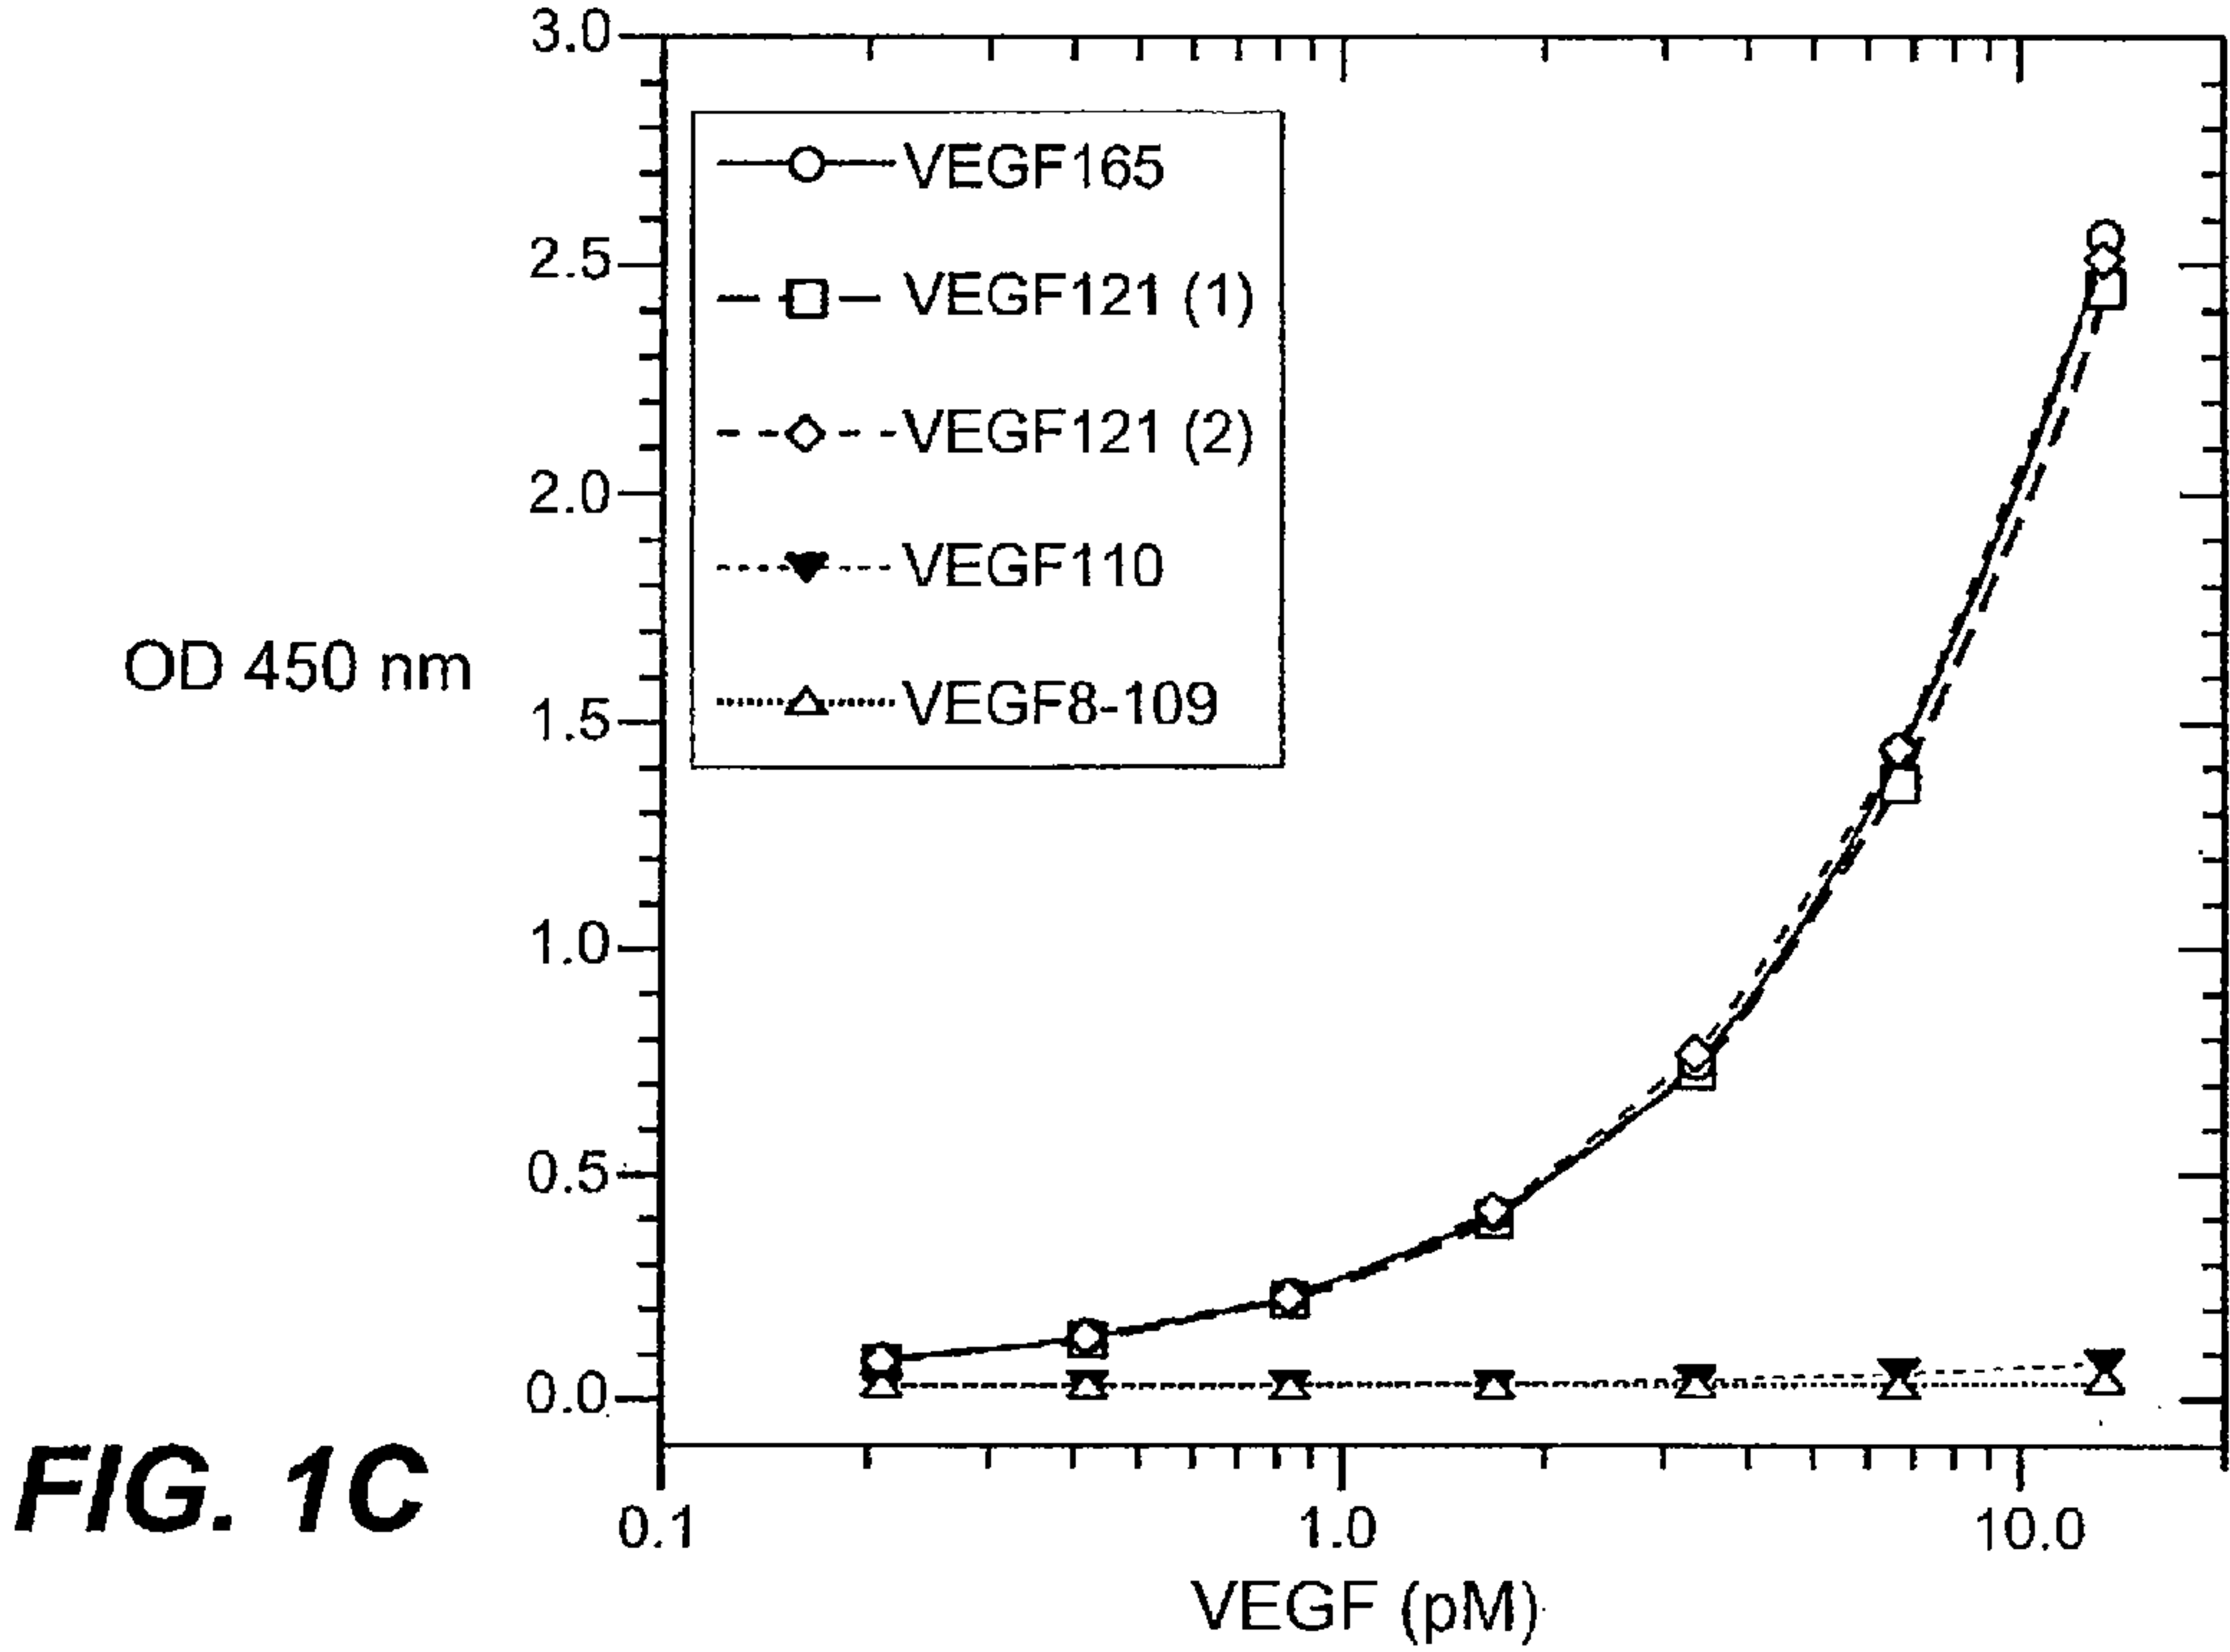 3.0
2.5
2.0
1.5
1.0
0.5
0.0
OD 450 nm
VEGF165
VEGF121 (1)
VEGF121 (2)
VEGF110
VEGF8-109
0.1
1.0
10.0
VEGF (pM)
FIG. 1C